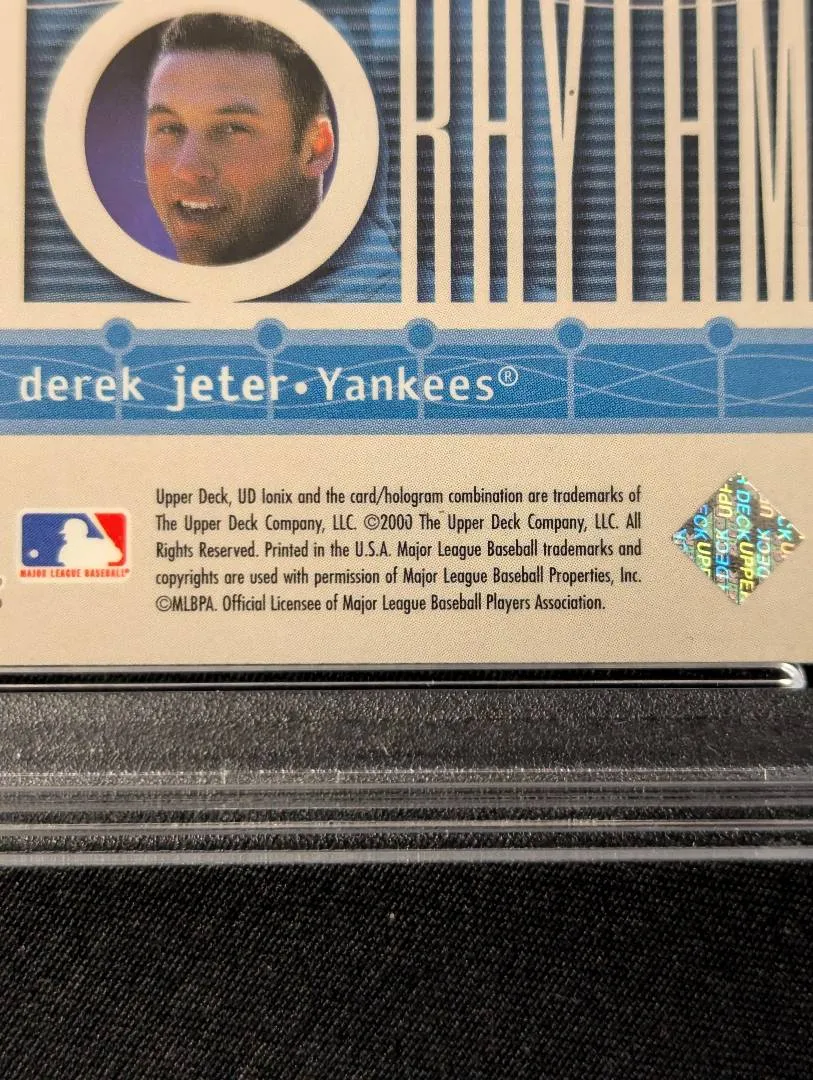 RHYTHM
derek jeter•Yankees®
Upper Deck, UD Ionix and the card/hologram combination are trademarks of
The Upper Deck Company, LLC. ©2000 The Upper Deck Company, LLC. All
Rights Reserved. Printed in the U.S.A. Major League Baseball trademarks and
copyrights are used with permission of Major League Baseball Properties, Inc.
©MLBPA. Official Licensee of Major League Baseball Players Association.
MAJOR LEAGUE BASEBALL®
DECK UPPE